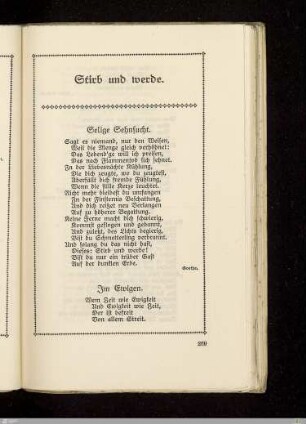 Stirb und werde.
Selige Sehnsucht.
Sagt es niemand, nur den Weisen,
Weil die Menge gleich verhöhnet:
Das Lebend'ge will ich preisen,
Das nach Flammentod sich sehnet.
In der Liebesnächte Kühlung,
Die dich zeugte, wo du zeugtest,
Überfällt dich fremde Fühlung,
Wenn die stille Kerze leuchtet.
Nicht mehr bleibest du umfangen
In der Finsternis Beschattung,
Und dich reißet neu Verlangen
Auf zu höherer Begattung.
Keine Ferne macht dich schwierig,
Kommst geflogen und gebannt,
Und zuletzt, des Lichts begierig,
Bist du Schmetterling verbrannt.
Und solang du das nicht hast,
Dieses: Stirb und werde!
Bist du nur ein trüber Gast
Auf der dunklen Erde.
Goethe.
Im Ewigen.
Wem Zeit wie Ewigkeit
Und Ewigkeit wie Zeit,
Der ist befreit
Von allem Streit.